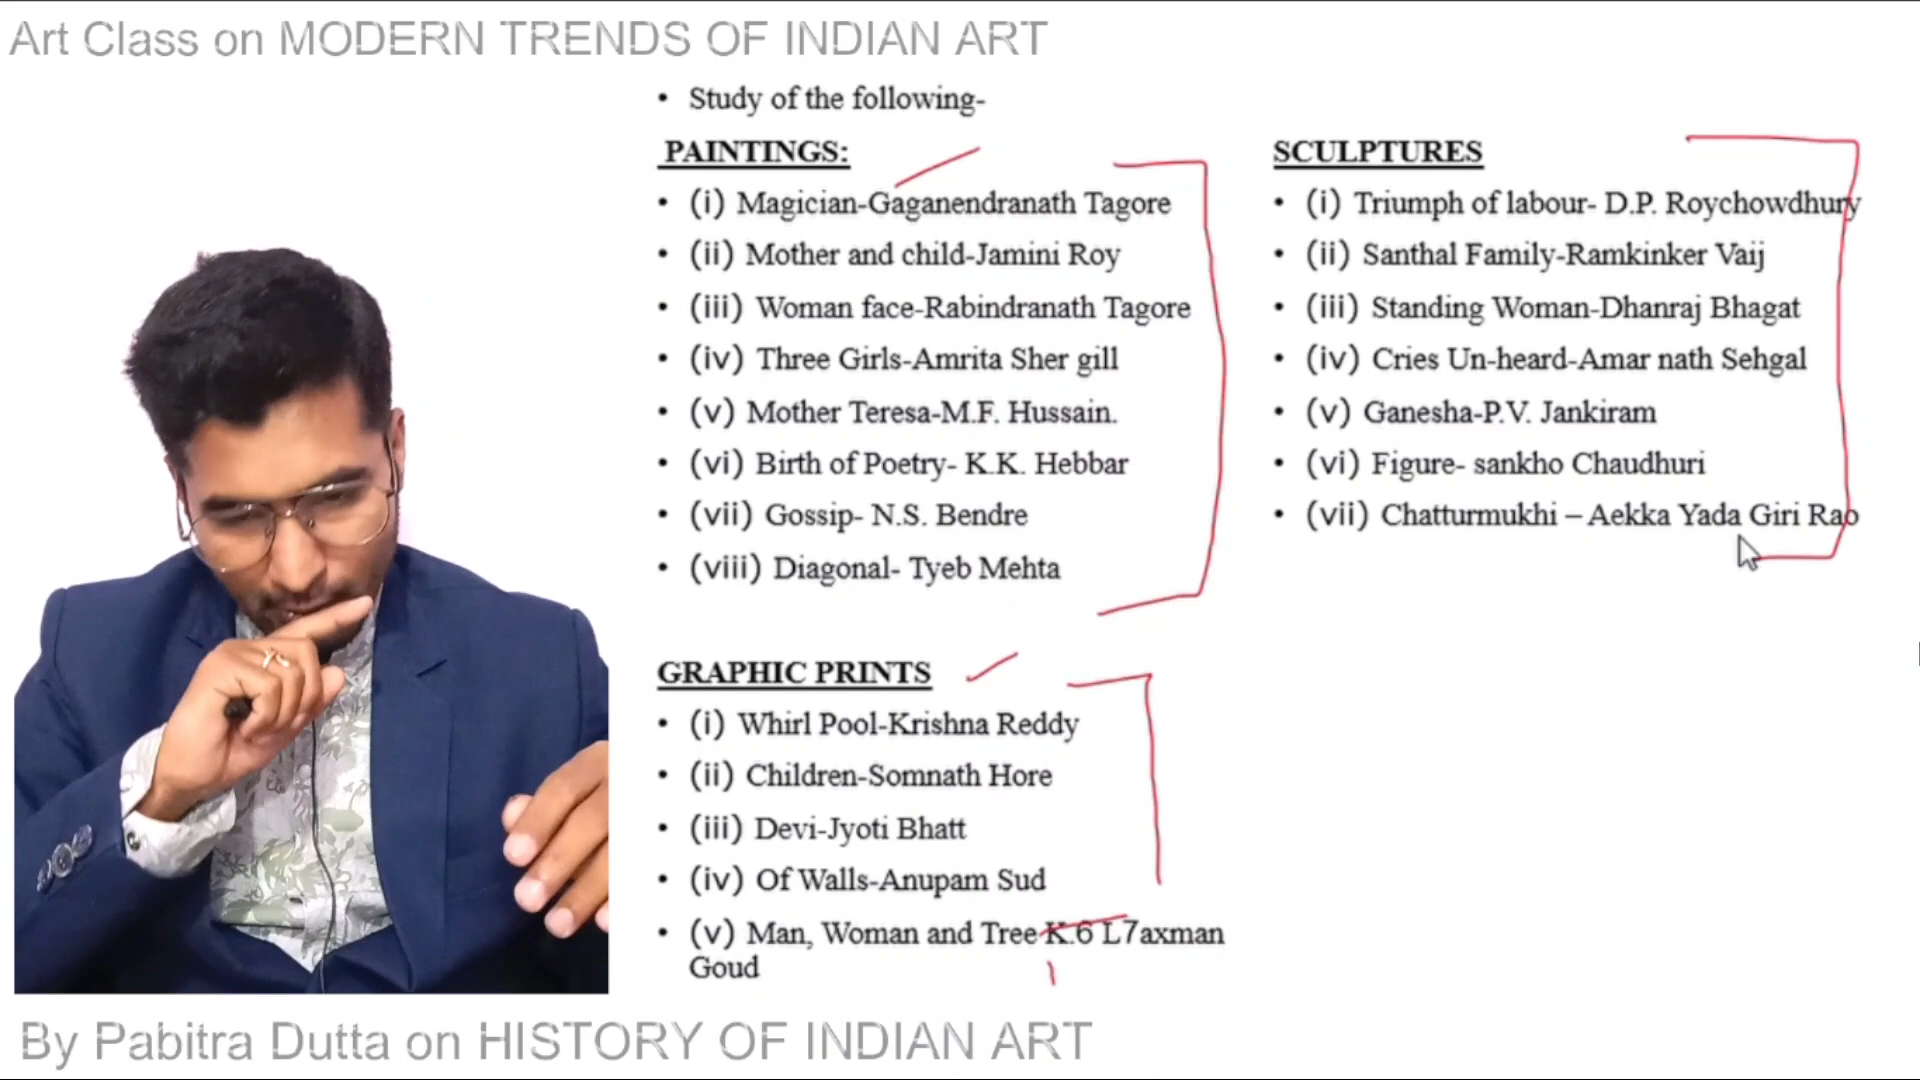 Art Class on MODERN TRENDS OF INDIAN ART
• Study of the following-
PAINTINGS:
• (i) Magician-Gaganendranath Tagore
• (ii) Mother and child-Jamini Roy
• (iii) Woman face-Rabindranath Tagore
• (iv) Three Girls-Amrita Sher gill
• (v) Mother Teresa-M.F. Hussain.
• (vi) Birth of Poetry- K.K. Hebbar
• (vii) Gossip- N.S. Bendre
• (viii) Diagonal- Tyeb Mehta
GRAPHIC PRINTS
• (i) Whirl Pool-Krishna Reddy
• (ii) Children-Somnath Hore
• (iii) Devi-Jyoti Bhatt
• (iv) Of Walls-Anupam Sud
• (v) Man, Woman and Tree K.6 L7axman
Goud
SCULPTURES
• (i) Triumph of labour- D.P. Roychowdhury
• (ii) Santhal Family-Ramkinker Vaij
• (iii) Standing Woman-Dhanraj Bhagat
• (iv) Cries Un-heard-Amar nath Sehgal
• (v) Ganesha-P.V. Jankiram
• (vi) Figure- sankho Chaudhuri
• (vii) Chatturmukhi – Aekka Yada Giri Rao
By Pabitra Dutta on HISTORY OF INDIAN ART